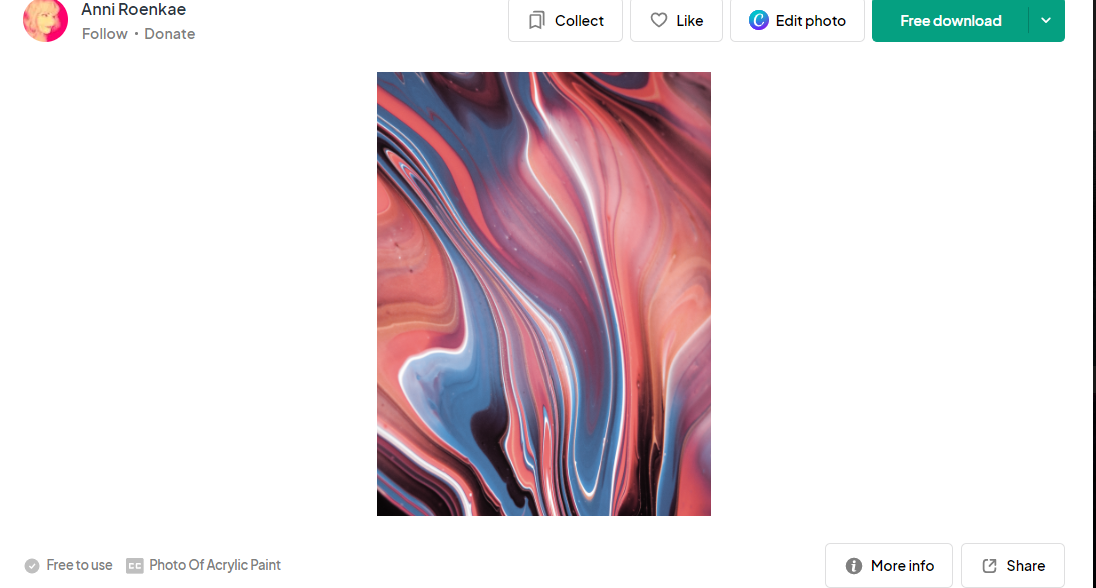 Anni Roenkae
Follow • Donate
Collect
Like
Edit photo
Free download
Free to use
CC Photo Of Acrylic Paint
More info
Share